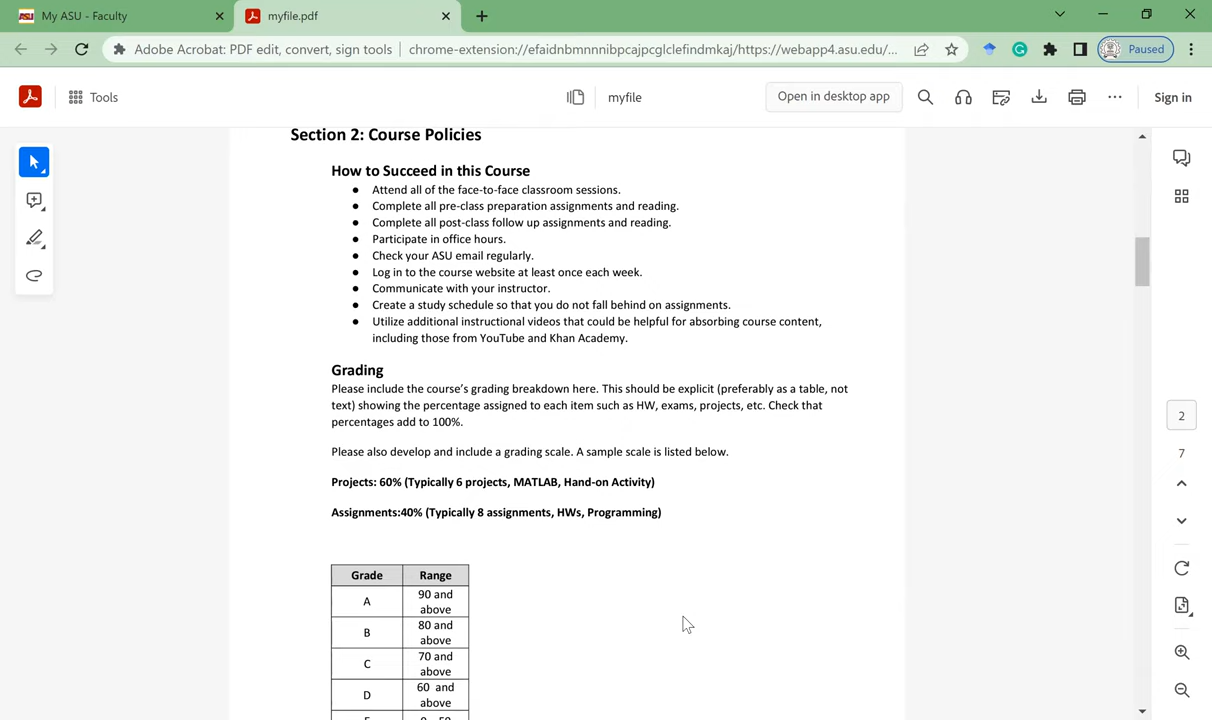 My ASU - Faculty
myfile.pdf
Adobe Acrobat: PDF edit, convert, sign tools
chrome-extension://efaidnbmnnnibpcajpcglclefindmkaj/https://webapp4.asu.edu/...
Paused
Tools
myfile
Open in desktop app
Sign in
Section 2: Course Policies
How to Succeed in this Course
● Attend all of the face-to-face classroom sessions.
● Complete all pre-class preparation assignments and reading.
● Complete all post-class follow up assignments and reading.
● Participate in office hours.
● Check your ASU email regularly.
● Log in to the course website at least once each week.
● Communicate with your instructor.
● Create a study schedule so that you do not fall behind on assignments.
● Utilize additional instructional videos that could be helpful for absorbing course content,
including those from YouTube and Khan Academy.
Grading
Please include the course's grading breakdown here. This should be explicit (preferably as a table, not
text) showing the percentage assigned to each item such as HW, exams, projects, etc. Check that
percentages add to 100%.
Please also develop and include a grading scale. A sample scale is listed below.
Projects: 60% (Typically 6 projects, MATLAB, Hand-on Activity)
Assignments:40% (Typically 8 assignments, HWs, Programming)
Grade Range
A 90 and
above
B 80 and
above
C 70 and
above
D 60 and
above
2
7